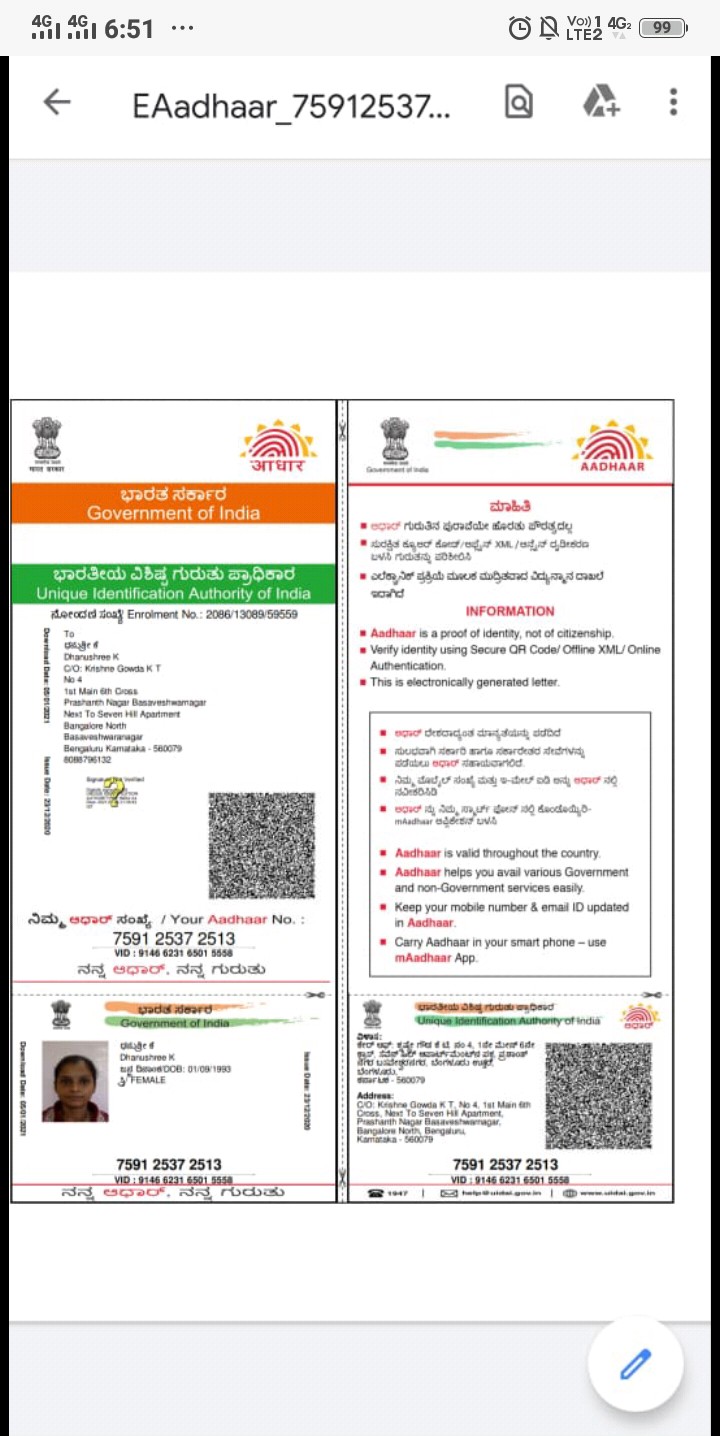 4G 4G 6:51 ... Vo)) 1 LTE2 4G2 99
EAadhaar_75912537...
भारत सरकार
आधार
ಭಾರತ ಸರ್ಕಾರ
Government of India
ಭಾರತೀಯ ವಿಶಿಷ್ಟ ಗುರುತು ಪ್ರಾಧಿಕಾರ
Unique Identification Authority of India
ನೋಂದಣಿ ಸಂಖ್ಯೆ/ Enrolment No.: 2086/13089/59559
Download Date: 05/01/2021
Issue Date: 23/12/2020
To
ಧನುಶ್ರೀ ಕೆ
Dhanushree K
C/O: Krishne Gowda K T
No 4
1st Main 6th Cross
Prashanth Nagar Basaveshwarnagar
Next To Seven Hill Apartment
Bangalore North
Basaveshwaranagar
Bengaluru Karnataka - 560079
8088796132
ನಿಮ್ಮ ಆಧಾರ್ ಸಂಖ್ಯೆ / Your Aadhaar No. :
7591 2537 2513
VID : 9146 6231 6501 5558
ನನ್ನ ಆಧಾರ್, ನನ್ನ ಗುರುತು
Government of India
AADHAAR
ಮಾಹಿತಿ
ಆಧಾರ್ ಗುರುತಿನ ಪುರಾವೆಯೇ ಹೊರತು ಪೌರತ್ವದಲ್ಲ
ಸುರಕ್ಷಿತ ಕ್ಯೂಆರ್ ಕೋಡ್/ಆಫ್ಲೈನ್ XML /ಆನ್ಲೈನ್ ದೃಢೀಕರಣ
ಬಳಸಿ ಗುರುತನ್ನು ಪರಿಶೀಲಿಸಿ
ಎಲೆಕ್ಟ್ರಾನಿಕ್ ಪ್ರಕ್ರಿಯೆ ಮೂಲಕ ಮುದ್ರಿತವಾದ ವಿದ್ಯುನ್ಮಾನ ದಾಖಲೆ
ಇದಾಗಿದೆ
INFORMATION
Aadhaar is a proof of identity, not of citizenship.
Verify identity using Secure QR Code/ Offline XML/ Online
Authentication.
This is electronically generated letter.
ಆಧಾರ್ ದೇಶದಾದ್ಯಂತ ಮಾನ್ಯತೆಯನ್ನು ಪಡೆದಿದೆ
ಸುಲಭವಾಗಿ ಸರ್ಕಾರಿ ಹಾಗೂ ಸರ್ಕಾರೇತರ ಸೇವೆಗಳನ್ನು
ಪಡೆಯಲು ಆಧಾರ್ ಸಹಾಯವಾಗಲಿದೆ.
ನಿಮ್ಮ ಮೊಬೈಲ್ ಸಂಖ್ಯೆ ಮತ್ತು ಇ-ಮೇಲ್ ಐಡಿ ಅನ್ನು ಆಧಾರ್ ನಲ್ಲಿ
ನವೀಕರಿಸಿಡಿ
ಆಧಾರ್ ನ್ನು ನಿಮ್ಮ ಸ್ಮಾರ್ಟ್ ಫೋನ್ ನಲ್ಲಿ ಕೊಂಡೊಯ್ಯಿರಿ-
mAadhaar ಅಪ್ಲಿಕೇಶನ್ ಬಳಸಿ
Aadhaar is valid throughout the country.
Aadhaar helps you avail various Government
and non-Government services easily.
Keep your mobile number & email ID updated
in Aadhaar.
Carry Aadhaar in your smart phone – use
mAadhaar App.
ಭಾರತ ಸರ್ಕಾರ
Government of India
Download Date: 05/01/2021
ಧನುಶ್ರೀ ಕೆ
Dhanushree K
ಜನ್ಮ ದಿನಾಂಕ/DOB: 01/09/1993
ಸ್ತ್ರೀ/ FEMALE
Issue Date: 23/12/2020
7591 2537 2513
VID : 9146 6231 6501 5558
ನನ್ನ ಆಧಾರ್, ನನ್ನ ಗುರುತು
ಭಾರತೀಯ ವಿಶಿಷ್ಟ ಗುರುತು ಪ್ರಾಧಿಕಾರ
Unique Identification Authority of India
ಆಧಾರ್
ವಿಳಾಸ:
ಬೆಂಗಳೂರು,
ಕರ್ನಾಟಕ - 560079
Address:
C/O: Krishne Gowda K T, No 4, 1st Main 6th
Cross, Next To Seven Hill Apartment,
Prashanth Nagar Basaveshwarnagar,
Bangalore North, Bengaluru,
Karnataka - 560079
7591 2537 2513
VID : 9146 6231 6501 5558
1947 | help@uidai.gov.in | www.uidai.gov.in